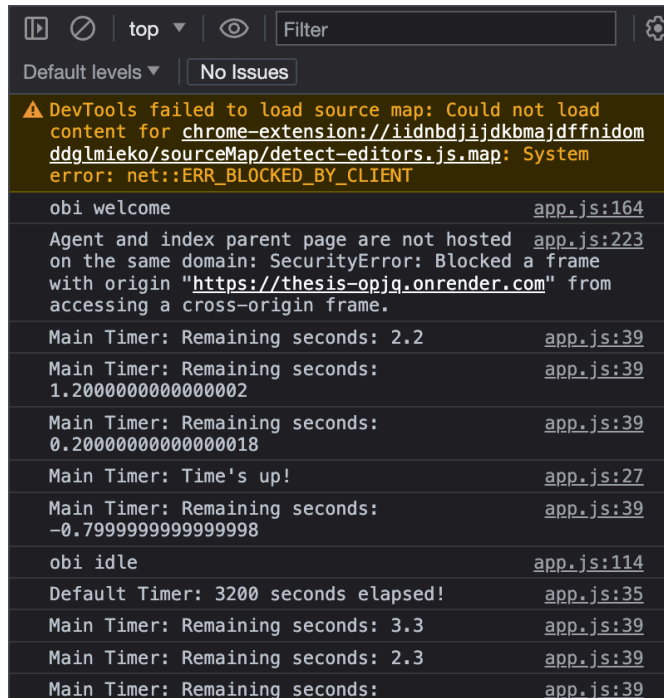 top
Filter
Default levels
No Issues
DevTools failed to load source map: Could not load
content for chrome-extension://iidnbdjijdkbmajdffnidom
ddglmieko/sourceMap/detect-editors.js.map: System
error: net::ERR_BLOCKED_BY_CLIENT
obi welcome app.js:164
Agent and index parent page are not hosted app.js:223
on the same domain: SecurityError: Blocked a frame
with origin "https://thesis-opjq.onrender.com" from
accessing a cross-origin frame.
Main Timer: Remaining seconds: 2.2 app.js:39
Main Timer: Remaining seconds: app.js:39
1.2000000000000002
Main Timer: Remaining seconds: app.js:39
0.20000000000000018
Main Timer: Time's up! app.js:27
Main Timer: Remaining seconds: app.js:39
-0.7999999999999998
obi idle app.js:114
Default Timer: 3200 seconds elapsed! app.js:35
Main Timer: Remaining seconds: 3.3 app.js:39
Main Timer: Remaining seconds: 2.3 app.js:39
Main Timer: Remaining seconds: app.js:39